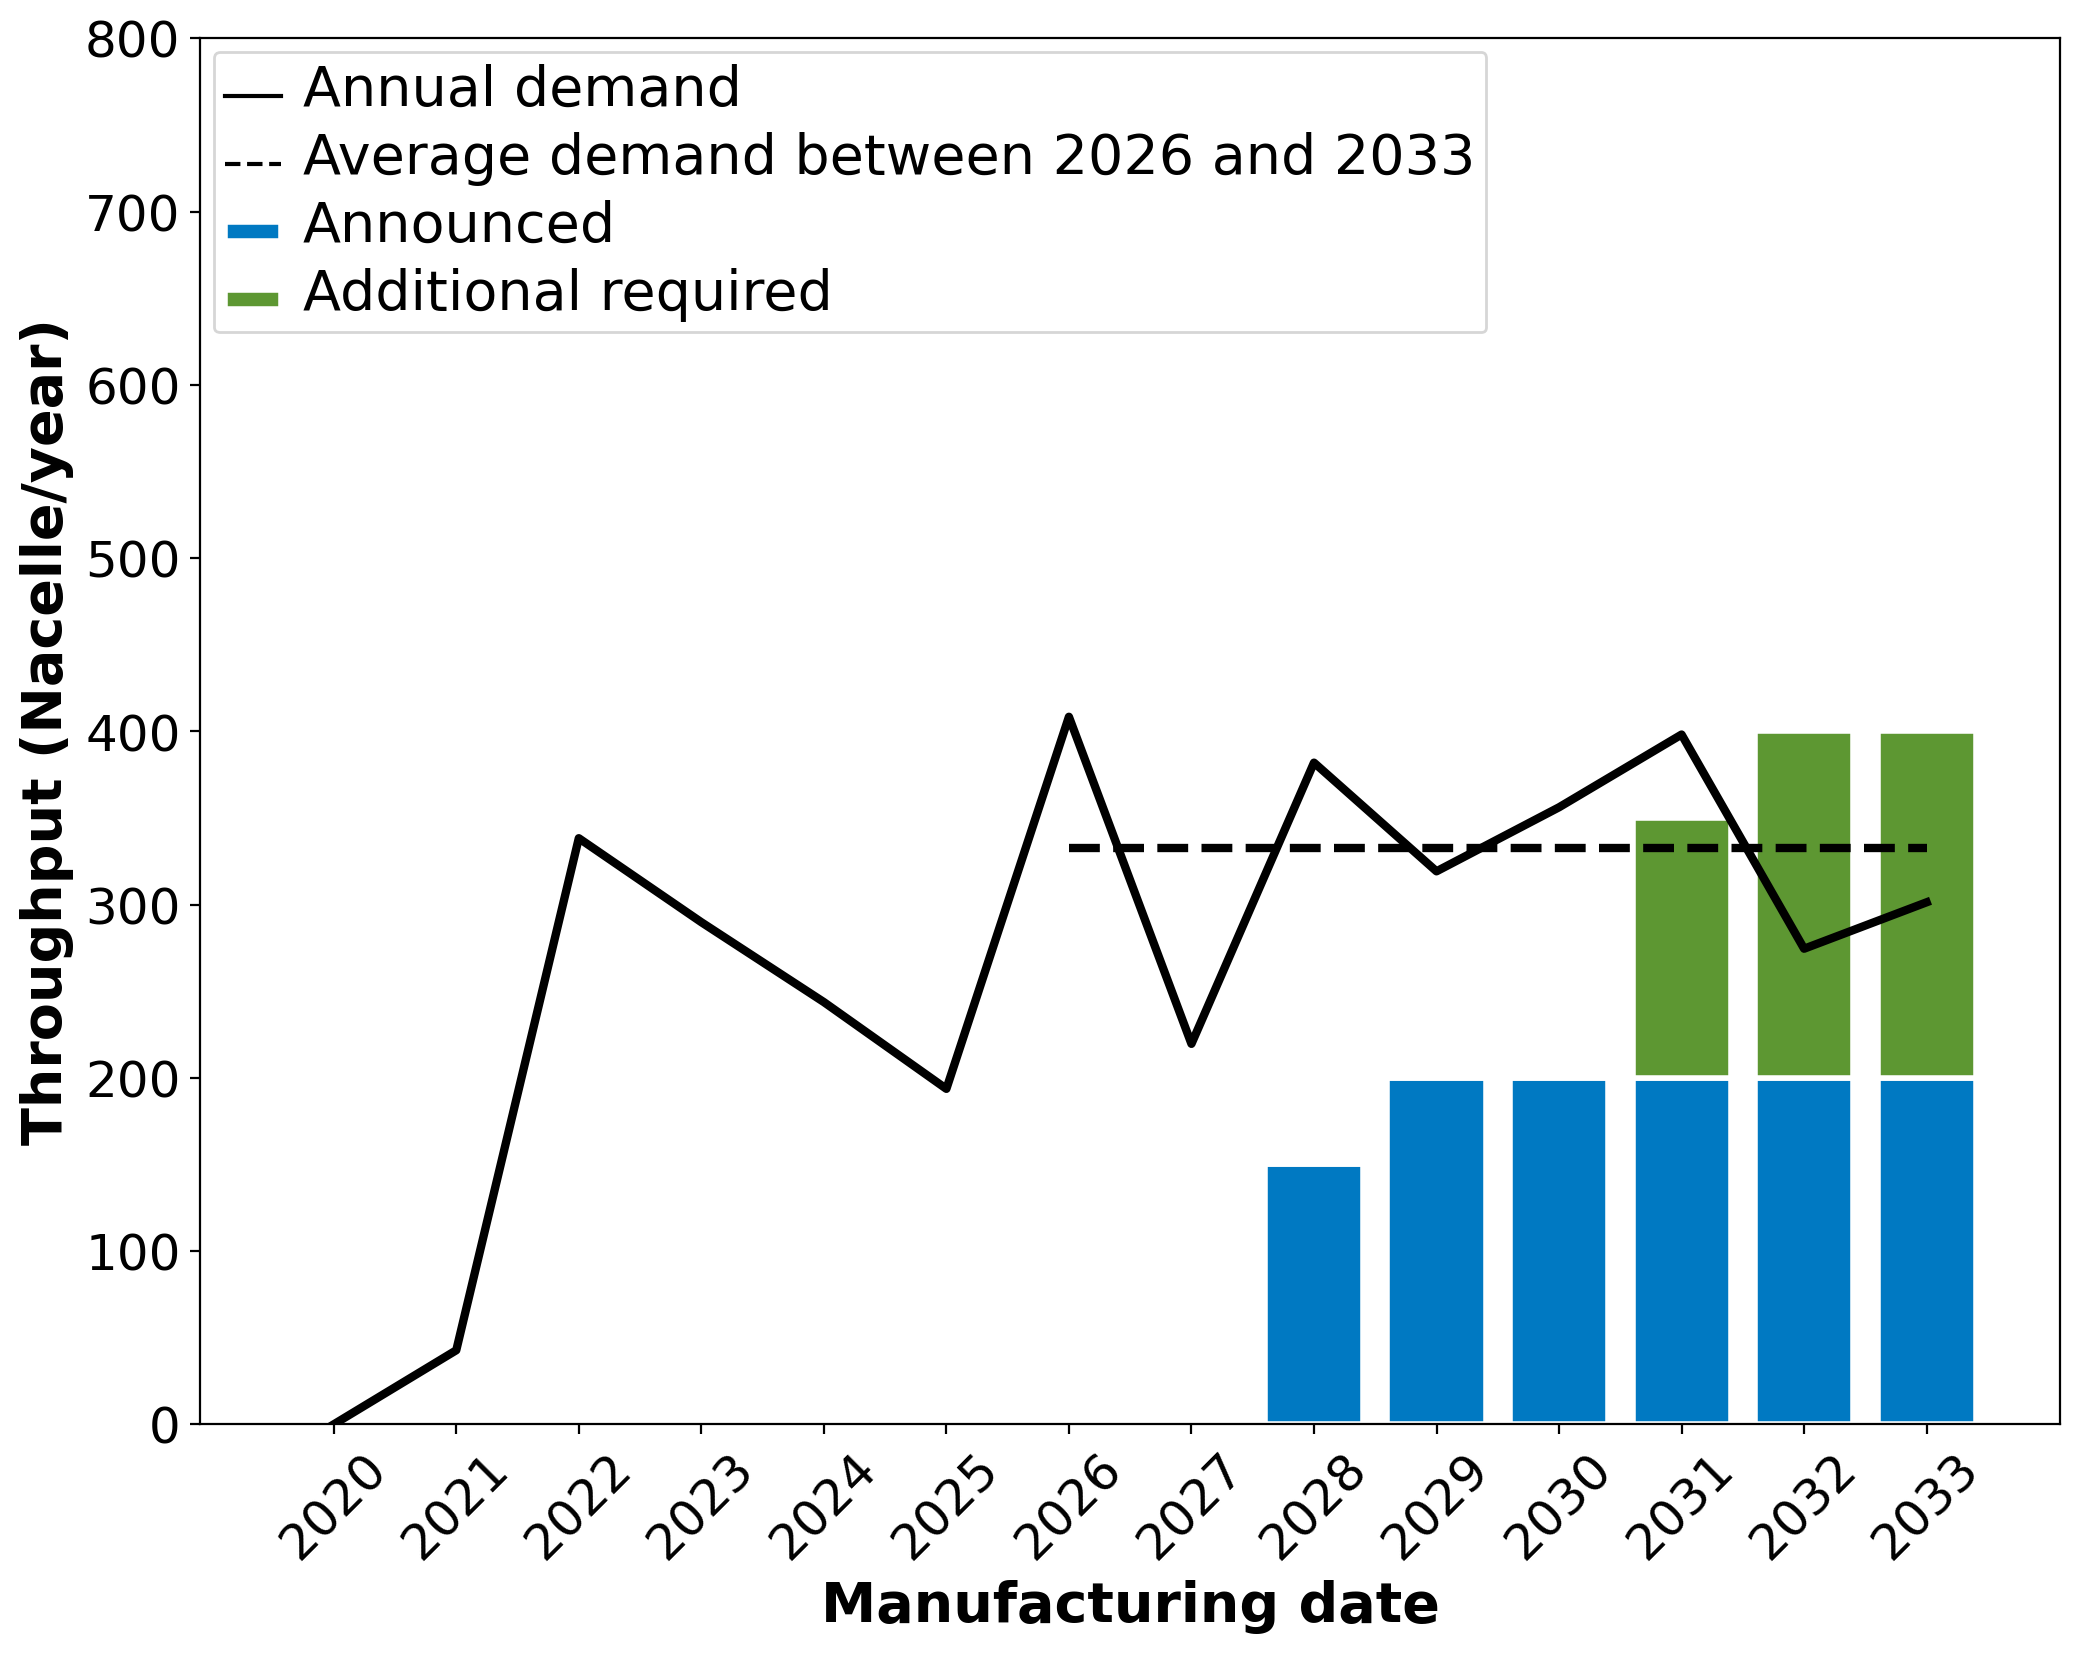 Annual demand
Average demand between 2026 and 2033
Announced
Additional required
Throughput (Nacelle/year)
800
700
600
500
400
300
200
100
0
2020 2021 2022 2023 2024 2025 2026 2027 2028 2029 2030 2031 2032 2033
Manufacturing date